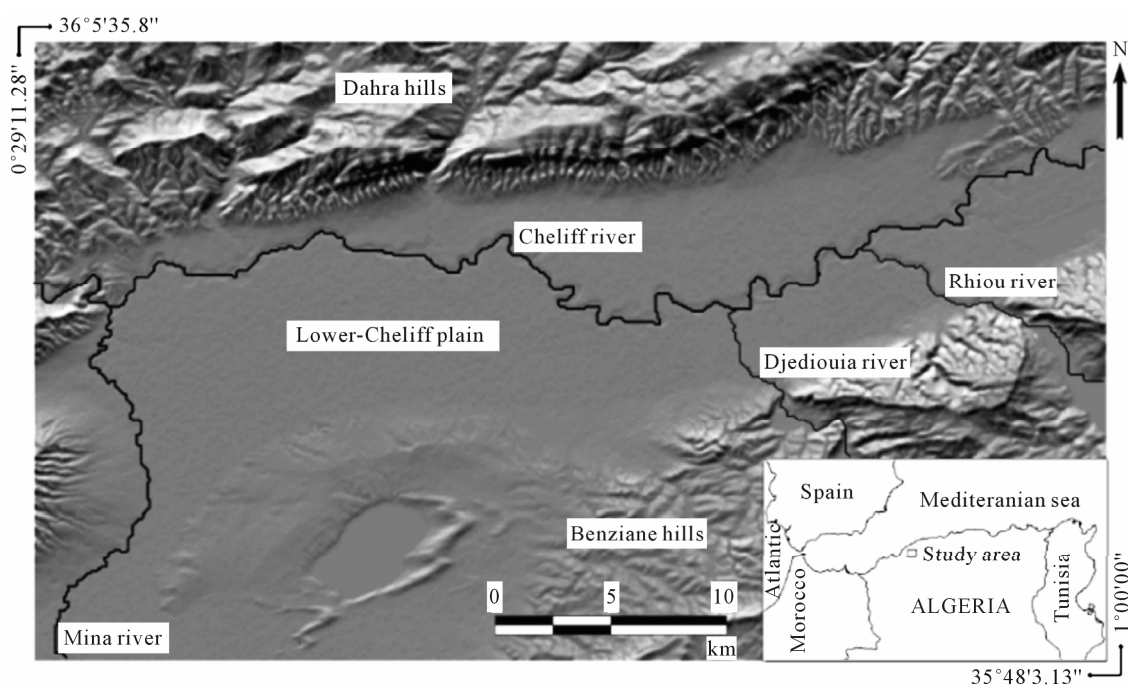 36°5'35.8"
N
0°29'11.28"
Dahra hills
Cheliff river
Rhiou river
Lower-Cheliff plain
Djediouia river
Benziane hills
Mina river
0 5 10
km
Spain
Mediteranian sea
Atlantic
Study area
Morocco
ALGERIA
Tunisia
1°00'00"
35°48'3.13"